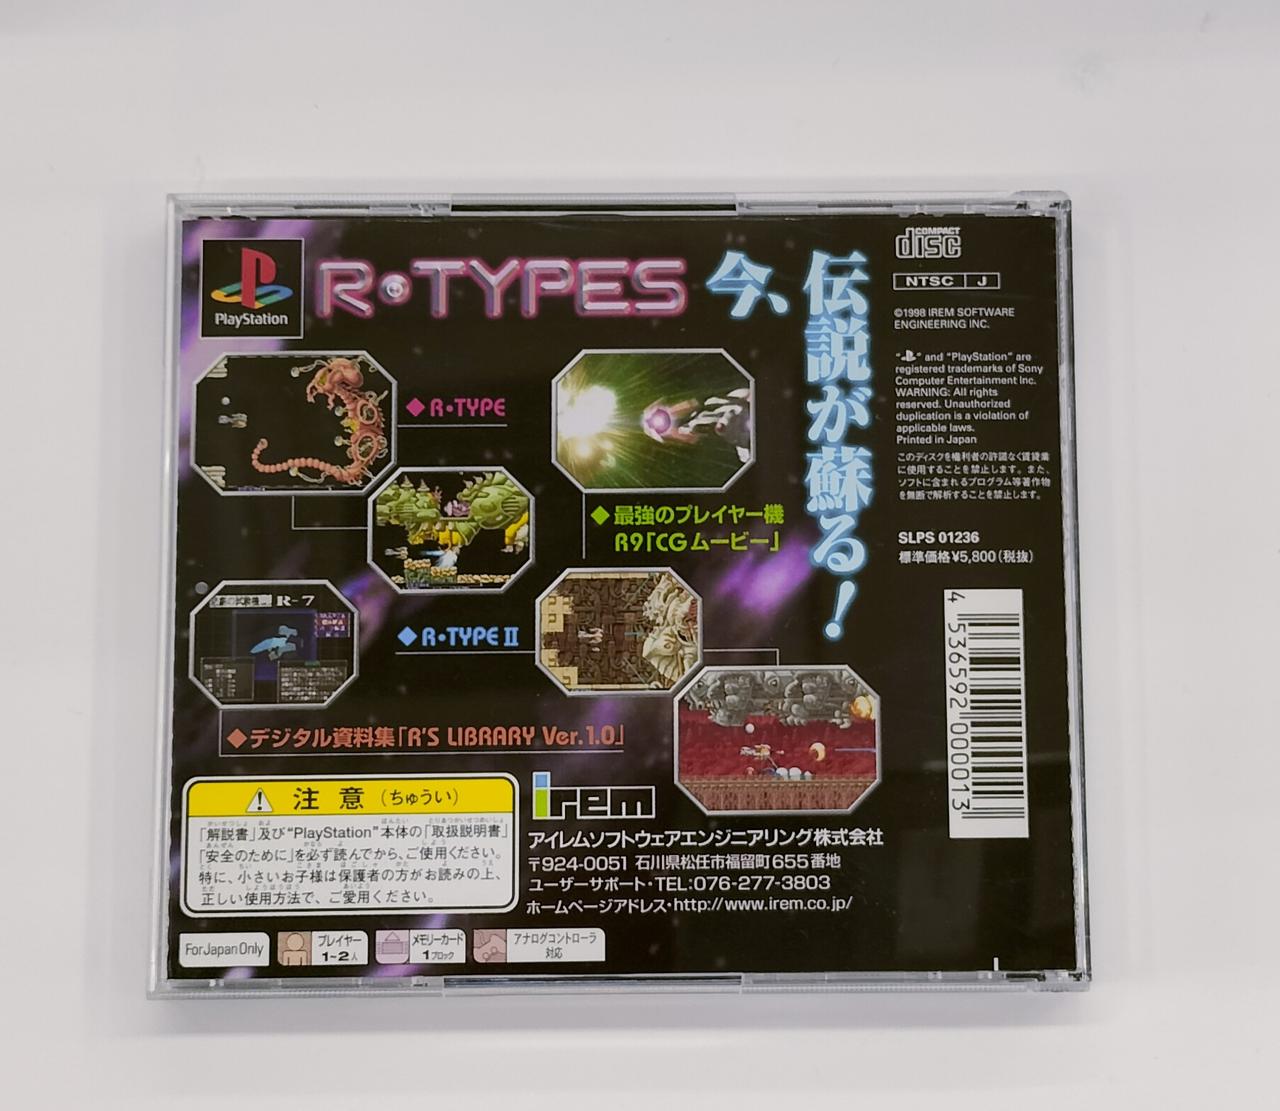 PlayStation
R·TYPES
今、
伝説が蘇る!
COMPACT
disc
NTSC J
©1998 IREM SOFTWARE
ENGINEERING INC.
"PS" and "PlayStation" are
registered trademarks of Sony
Computer Entertainment Inc.
WARNING: All rights
reserved. Unauthorized
duplication is a violation of
applicable laws.
Printed in Japan
このディスクを権利者の許諾なく賃貸業
に使用することを禁止します。また、
ソフトに含まれるプログラム等著作物
を無断で解析することを禁止します。
SLPS 01236
標準価格¥5,800(税抜)
4 536592 000013
◆R·TYPE
◆最強のプレイヤー機
R9「CGムービー」
R-7
◆R·TYPE II
◆デジタル資料集「R'S LIBRARY Ver.1.0」
注意(ちゅうい)
「解説書」及び"PlayStation"本体の「取扱説明書」
「安全のために」を必ず読んでから、ご使用ください。
特に、小さいお子様は保護者の方がお読みの上、
正しい使用方法で、ご愛用ください。
irem
アイレムソフトウェアエンジニアリング株式会社
〒924-0051 石川県松任市福留町655番地
ユーザーサポート・TEL:076-277-3803
ホームページアドレス・http://www.irem.co.jp/
For Japan Only
プレイヤー
1~2人
メモリーカード
1ブロック
アナログコントローラ
対応